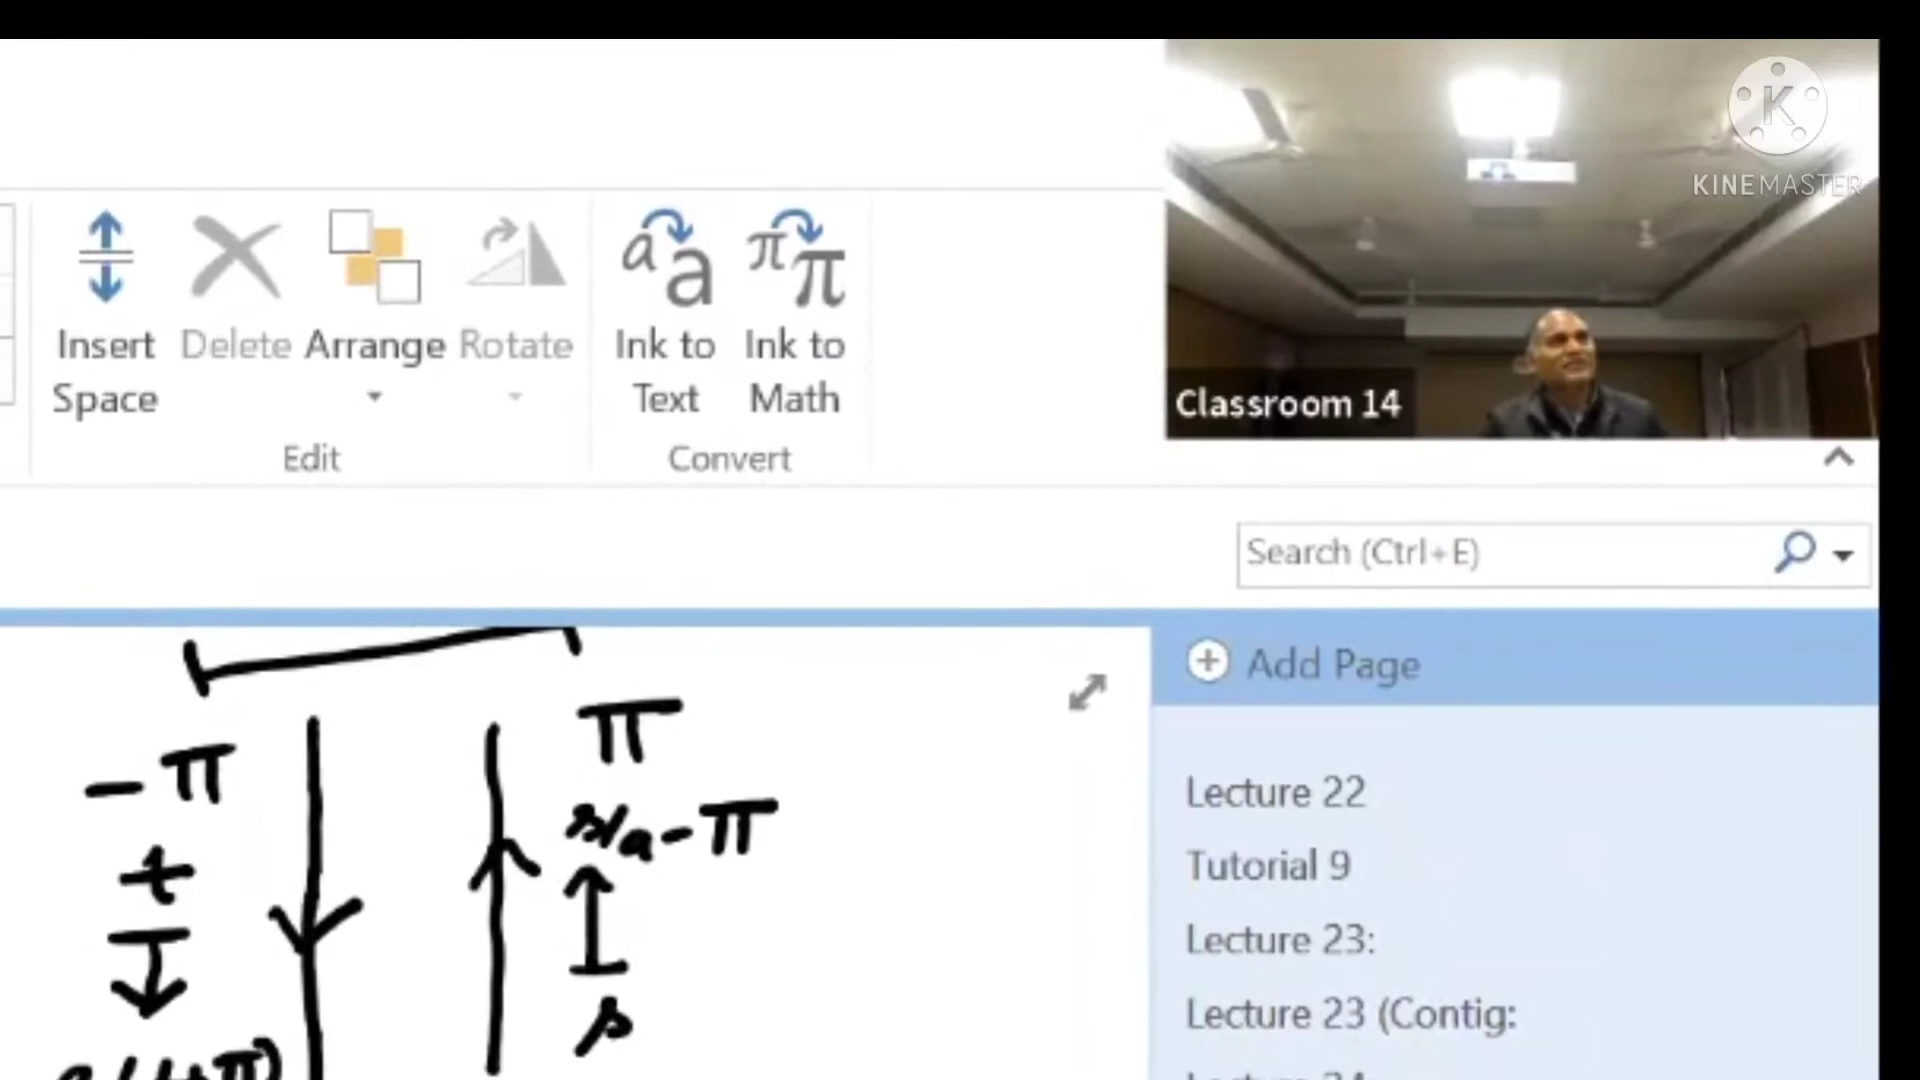 KINEMASTER
Insert Space
Delete
Arrange
Rotate
Ink to Text
Ink to Math
Edit
Convert
Classroom 14
Search (Ctrl+E)
Add Page
Lecture 22
Tutorial 9
Lecture 23:
Lecture 23 (Contig:
-π
π
s/a-π
t
s